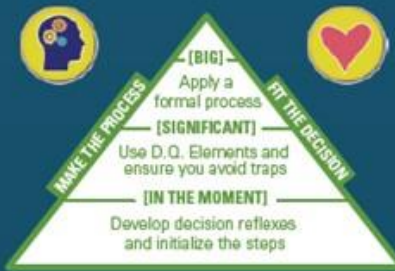 [BIG]
Apply a
formal process
MAKE THE PROCESS
FIT THE DECISION
[SIGNIFICANT]
Use D.Q. Elements and
ensure you avoid traps
[IN THE MOMENT]
Develop decision reflexes
and initialize the steps